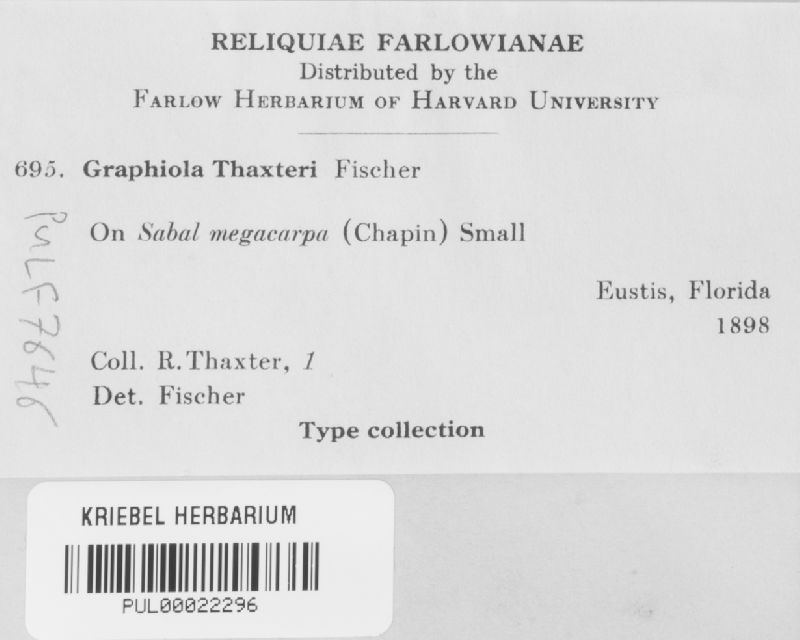 RELIQUIAE FARLOWIANAE
Distributed by the
FARLOW HERBARIUM OF HARVARD UNIVERSITY
695. Graphiola Thaxteri Fischer
On Sabal megacarpa (Chapin) Small
Eustis, Florida
1898
Coll. R. Thaxter, 1
Det. Fischer
Type collection
PULF7646
KRIEBEL HERBARIUM
PUL00022296